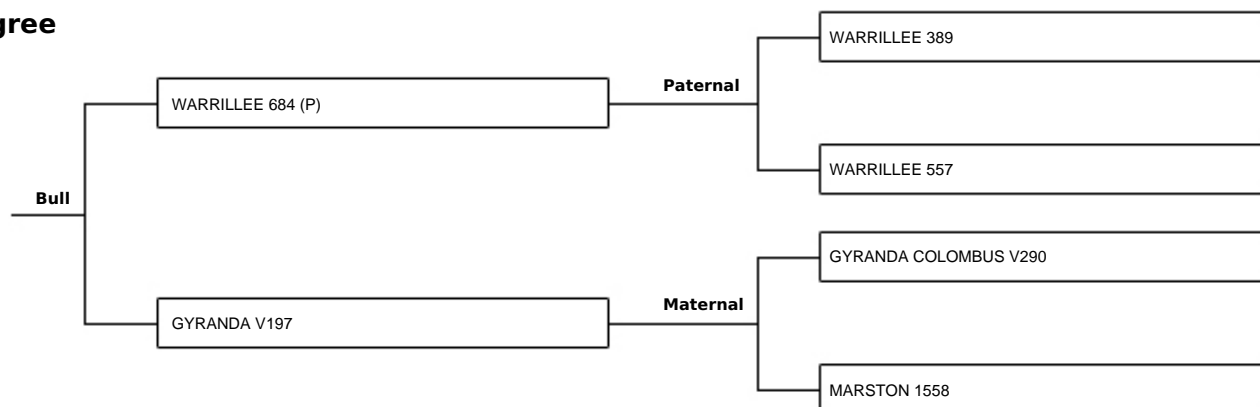 gree
WARRILLEE 389
WARRILLEE 684 (P)
Paternal
WARRILLEE 557
Bull
GYRANDA COLOMBUS V290
GYRANDA V197
Maternal
MARSTON 1558